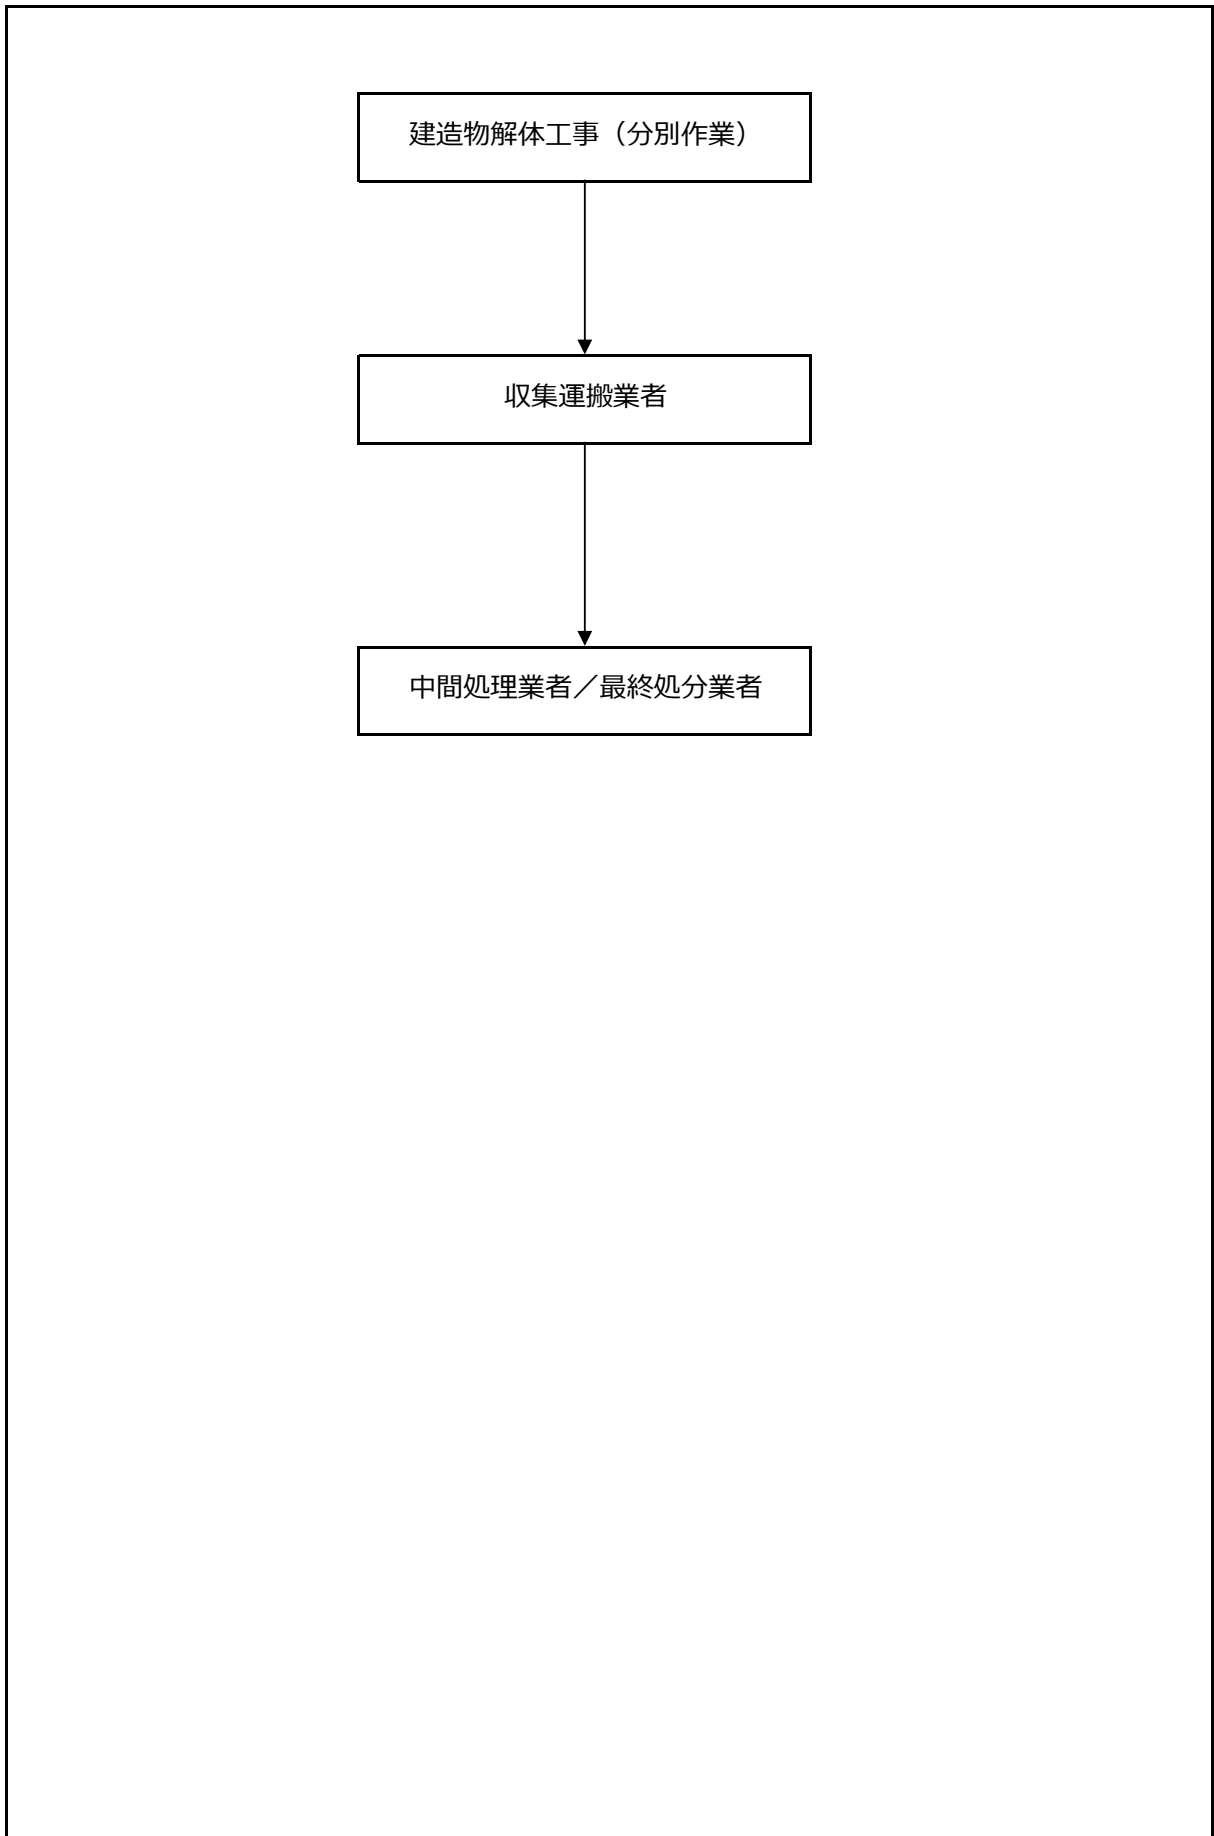 建造物解体工事（分別作業）
収集運搬業者
中間処理業者／最終処分業者